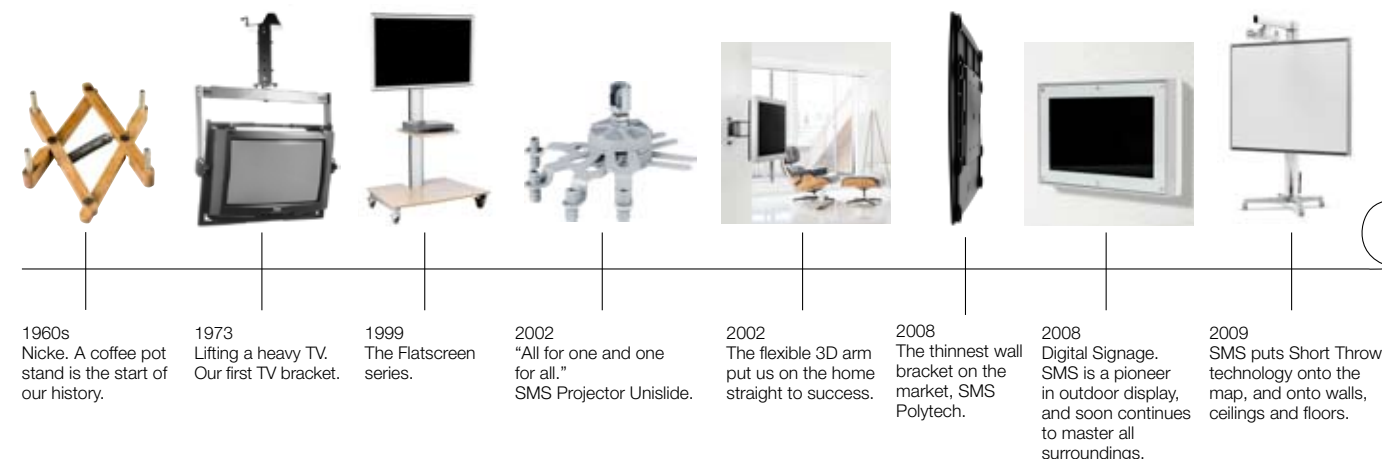 1960s
Nicke. A coffee pot
stand is the start of
our history.
1973
Lifting a heavy TV.
Our first TV bracket.
1999
The Flatscreen
series.
2002
“All for one and one
for all.”
SMS Projector Unislide.
2002
The flexible 3D arm
put us on the home
straight to success.
2008
The thinnest wall
bracket on the
market, SMS
Polytech.
2008
Digital Signage.
SMS is a pioneer
in outdoor display,
and soon continues
to master all
surroundings.
2009
SMS puts Short Throw
technology onto the
map, and onto walls,
ceilings and floors.